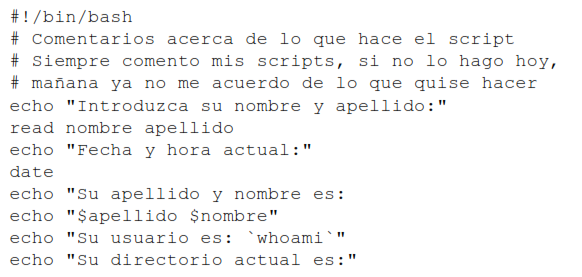 #!/bin/bash
# Comentarios acerca de lo que hace el script
# Siempre comento mis scripts, si no lo hago hoy,
# mañana ya no me acuerdo de lo que quise hacer
echo "Introduzca su nombre y apellido:"
read nombre apellido
echo "Fecha y hora actual:"
date
echo "Su apellido y nombre es:
echo "$apellido $nombre"
echo "Su usuario es: `whoami`"
echo "Su directorio actual es:"